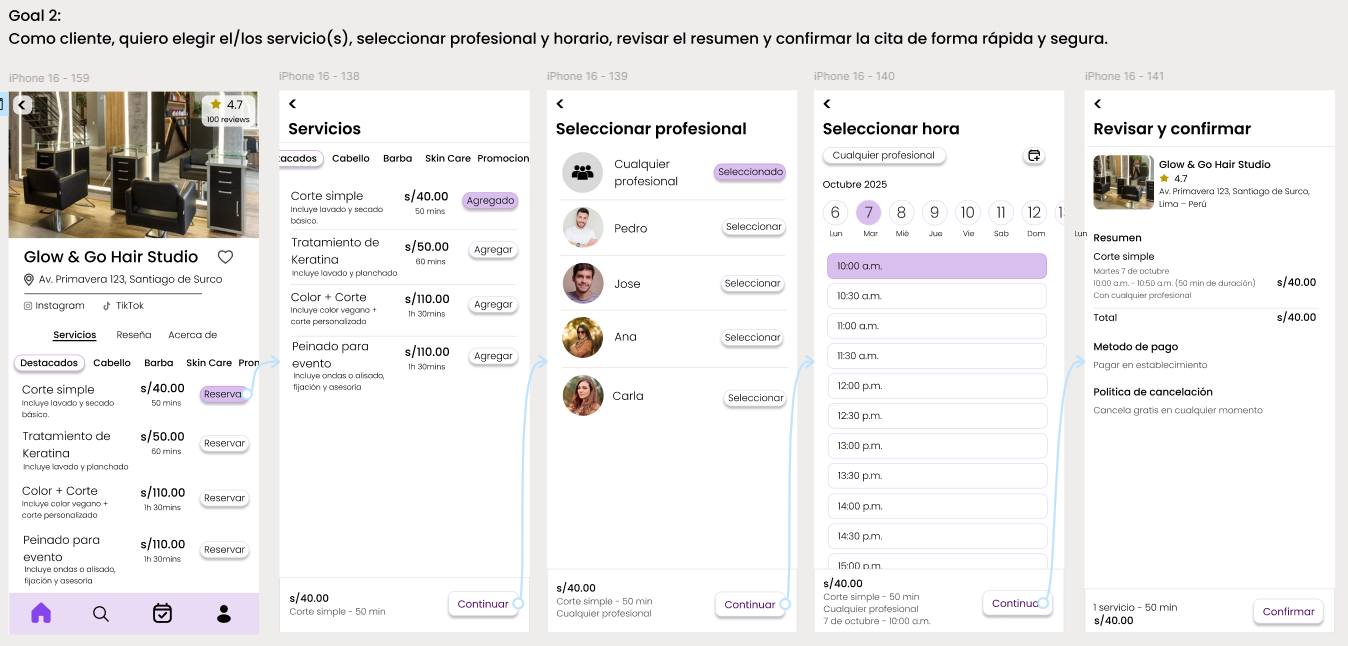 Goal 2:
Como cliente, quiero elegir el/los servicio(s), seleccionar profesional y horario, revisar el resumen y confirmar la cita de forma rápida y segura.
iPhone 16 - 159
4.7
100 reviews
Glow & Go Hair Studio
Av. Primavera 123, Santiago de Surco
Instagram TikTok
Servicios Reseña Acerca de
Destacados Cabello Barba Skin Care Pron
Corte simple s/40.00 Reserva
Incluye lavado y secado 50 mins
básico.
Tratamiento de s/50.00 Reservar
Keratina 60 mins
Incluye lavado y planchado
Color + Corte s/110.00 Reservar
Incluye color vegano + 1h 30mins
corte personalizado
Peinado para s/110.00 Reservar
evento 1h 30mins
Incluye ondas o alisado,
fijación y asesoría
iPhone 16 - 138
Servicios
tacados Cabello Barba Skin Care Promocion
Corte simple s/40.00 Agregado
Incluye lavado y secado 50 mins
básico.
Tratamiento de s/50.00 Agregar
Keratina 60 mins
Incluye lavado y planchado
Color + Corte s/110.00 Agregar
Incluye color vegano + 1h 30mins
corte personalizado
Peinado para s/110.00 Agregar
evento 1h 30mins
Incluye ondas o alisado,
fijación y asesoría
s/40.00
Corte simple - 50 min
Continuar
iPhone 16 - 139
Seleccionar profesional
Cualquier
profesional
Seleccionado
Pedro Seleccionar
Jose Seleccionar
Ana Seleccionar
Carla Seleccionar
s/40.00
Corte simple - 50 min
Cualquier profesional
Continuar
iPhone 16 - 140
Seleccionar hora
Cualquier profesional
Octubre 2025
6 7 8 9 10 11 12 1
Lun Mar Mié Jue Vie Sab Dom Lun
10:00 a.m.
10:30 a.m.
11:00 a.m.
11:30 a.m.
12:00 p.m.
12:30 p.m.
13:00 p.m.
13:30 p.m.
14:00 p.m.
14:30 p.m.
15:00 p.m.
s/40.00
Corte simple - 50 min
Cualquier profesional
7 de octubre - 10:00 a.m.
Continuar
iPhone 16 - 141
Revisar y confirmar
Glow & Go Hair Studio
4.7
Av. Primavera 123, Santiago de Surco,
Lima – Perú
Resumen
Corte simple
Martes 7 de octubre
10:00 a.m. - 10:50 a.m. (50 min de duración) s/40.00
Con cualquier profesional
Total s/40.00
Metodo de pago
Pagar en establecimiento
Política de cancelación
Cancela gratis en cualquier momento
1 servicio - 50 min
s/40.00
Confirmar